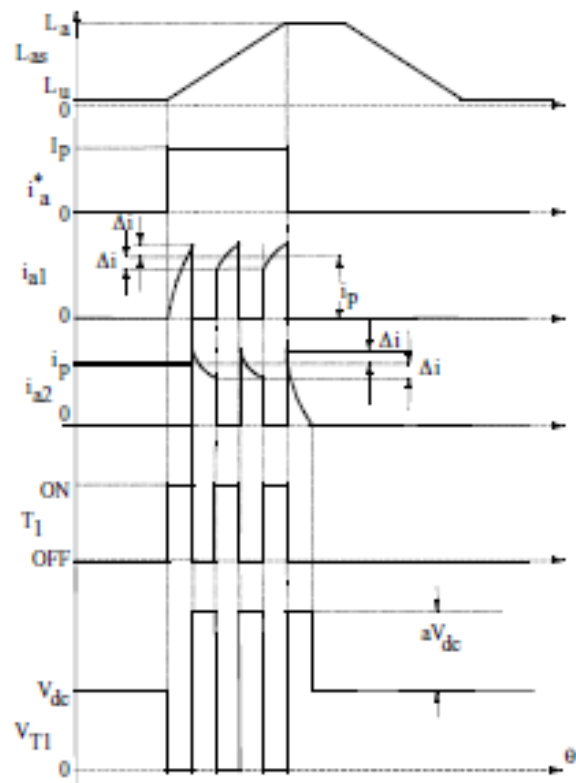 La
Las
Lu
0
Ip
i*a
0
Δi
Δi
ia1
ip
0
Δi
ip
Δi
ia2
0
ON
T1
OFF
aVdc
Vdc
VT1
0
θ